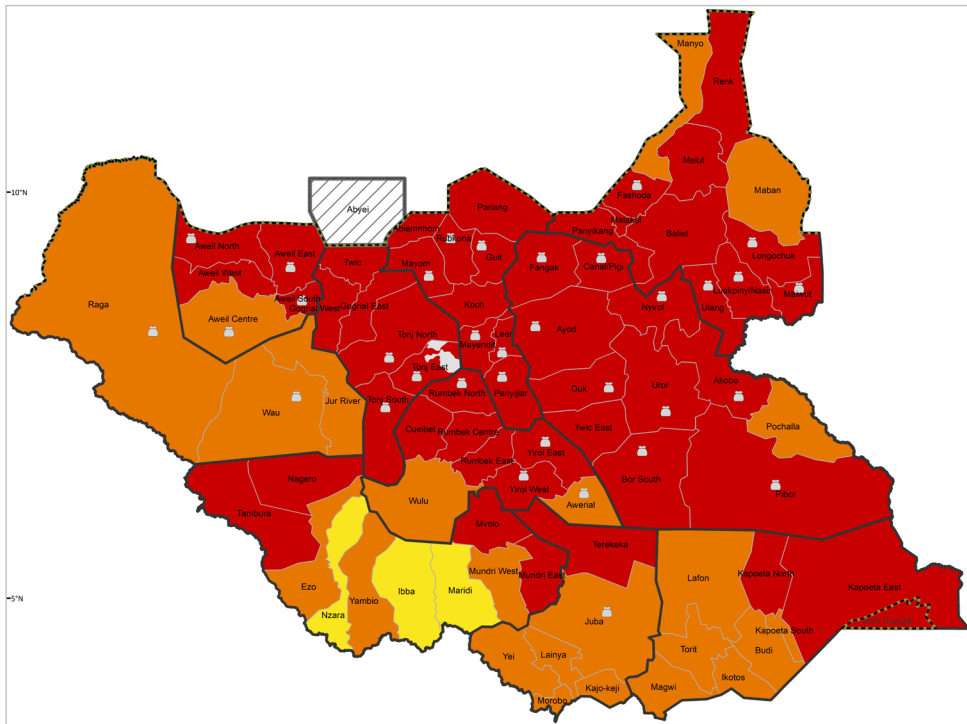 Manyo
Renk
Melut
Maban
10°N
Fashoda
Abyei
Pariang
Malakal
Abiemnhom
Panyikang
Baliet
Rubkona
Aweil North
Guit
Longochuk
Aweil East
Fangak
Canal/Pigi
Twic
Mayom
Aweil West
Luakpiny/Nasir
Maiwut
Aweil South
Raga
Gogrial West
Gogrial East
Koch
Nyirol
Ulang
Aweil Centre
Tonj North
Leer
Ayod
Mayendit
Tonj East
Akobo
Duk
Uror
Rumbek North
Panyijiar
Jur River
Tonj South
Wau
Pochalla
Cueibet
Rumbek Centre
Twic East
Yirol East
Rumbek East
Bor South
Nagero
Pibor
Yirol West
Wulu
Awerial
Tambura
Mvolo
Terekeka
Mundri West
Mundri East
Kapoeta North
Lafon
Kapoeta East
Ezo
5°N
Ibba
Maridi
Yambio
Nzara
Juba
Kapoeta South
Torit
Budi
Yei
Lainya
Ikotos
Magwi
Kajo-keji
Morobo